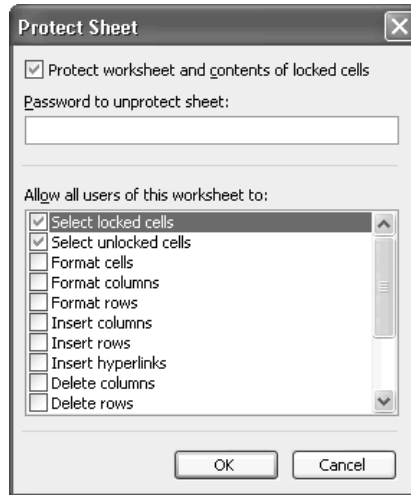 Protect Sheet
Protect worksheet and contents of locked cells
Password to unprotect sheet:
Allow all users of this worksheet to:
Select locked cells
Select unlocked cells
Format cells
Format columns
Format rows
Insert columns
Insert rows
Insert hyperlinks
Delete columns
Delete rows
OK Cancel